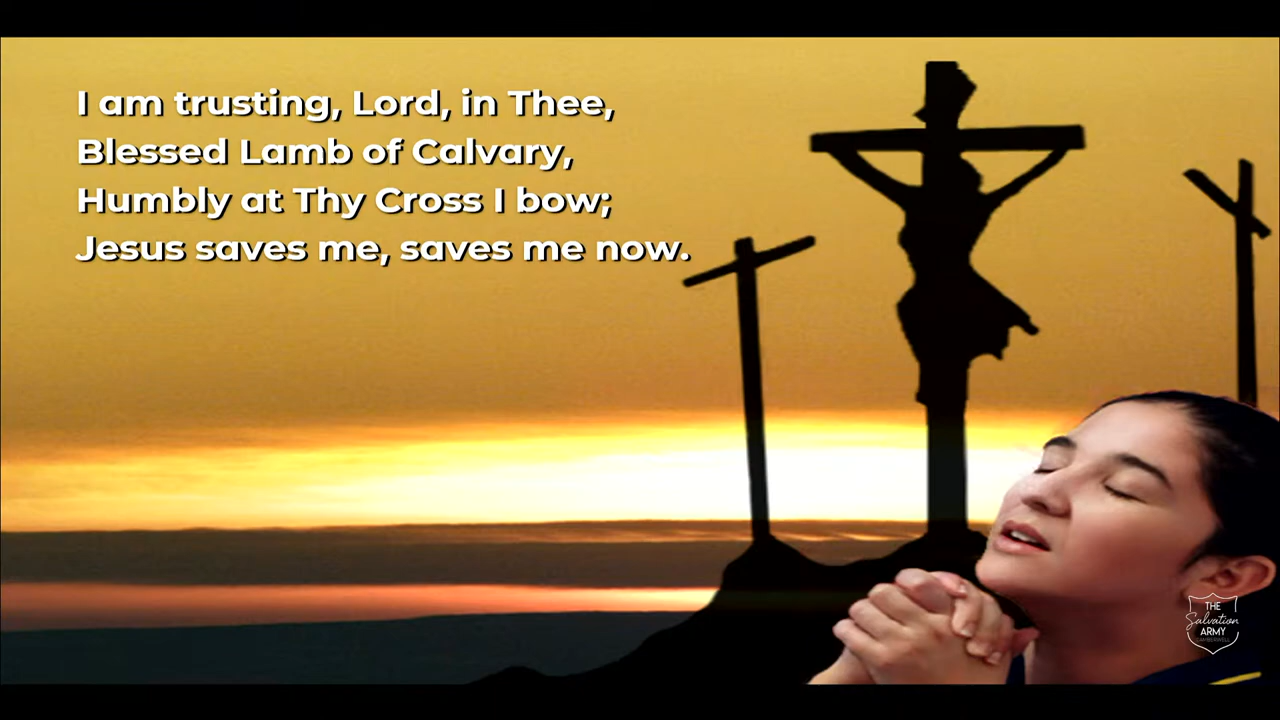 I am trusting, Lord, in Thee,
Blessed Lamb of Calvary,
Humbly at Thy Cross I bow;
Jesus saves me, saves me now.
THE
Salvation
ARMY